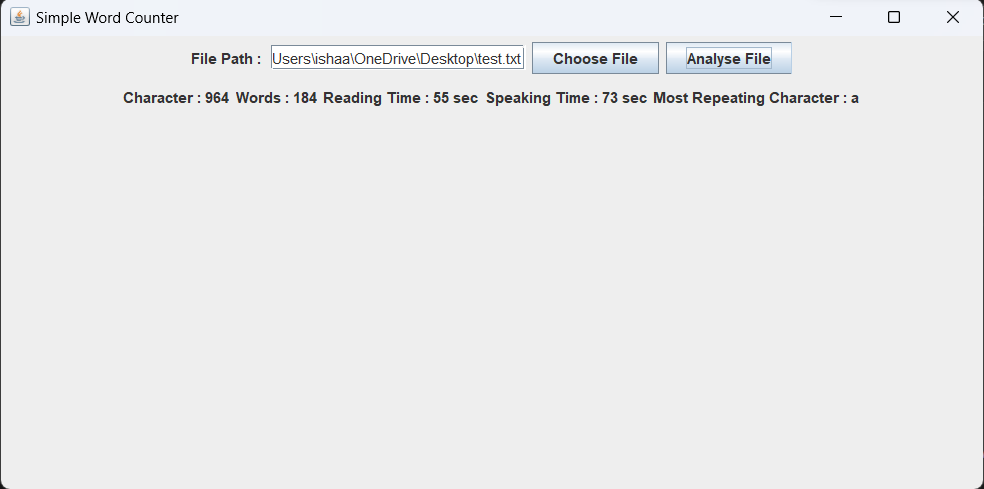 Simple Word Counter
File Path : Users\ishaa\OneDrive\Desktop\test.txt Choose File Analyse File
Character : 964 Words : 184 Reading Time : 55 sec Speaking Time : 73 sec Most Repeating Character : a